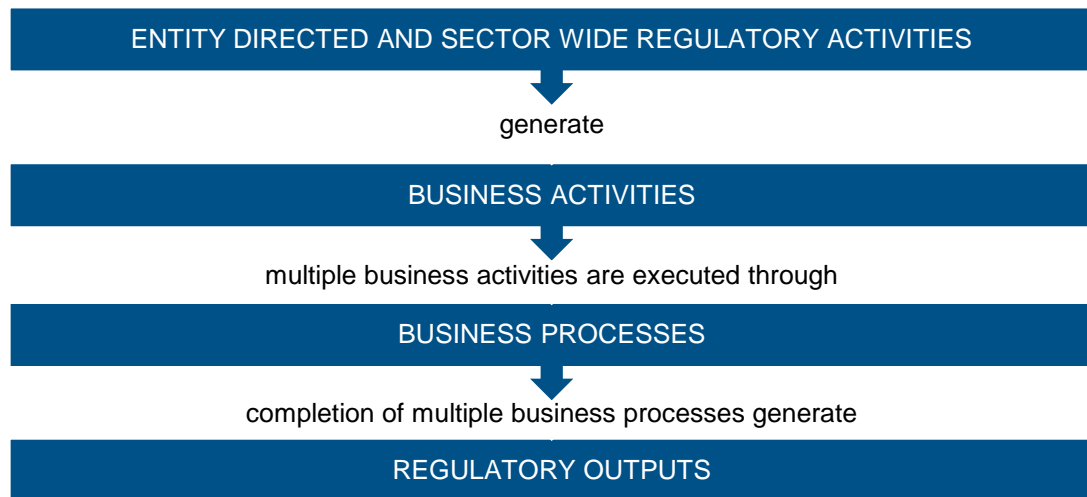 ENTITY DIRECTED AND SECTOR WIDE REGULATORY ACTIVITIES
generate
BUSINESS ACTIVITIES
multiple business activities are executed through
BUSINESS PROCESSES
completion of multiple business processes generate
REGULATORY OUTPUTS